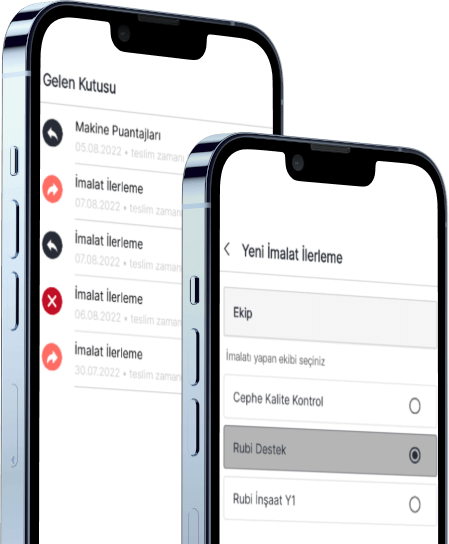 Gelen Kutusu
Makine Puantajları
05.08.2022 • teslim zaman
İmalat İlerleme
07.08.2022 • teslim zaman
İmalat İlerleme
07.08.2022 • teslim zaman
İmalat İlerleme
06.08.2022 • teslim zaman
İmalat İlerleme
30.07.2022 • teslim zaman
Yeni İmalat İlerleme
Ekip
İmalatı yapan ekibi seçiniz
Cephe Kalite Kontrol
Rubi Destek
Rubi İnşaat Y1